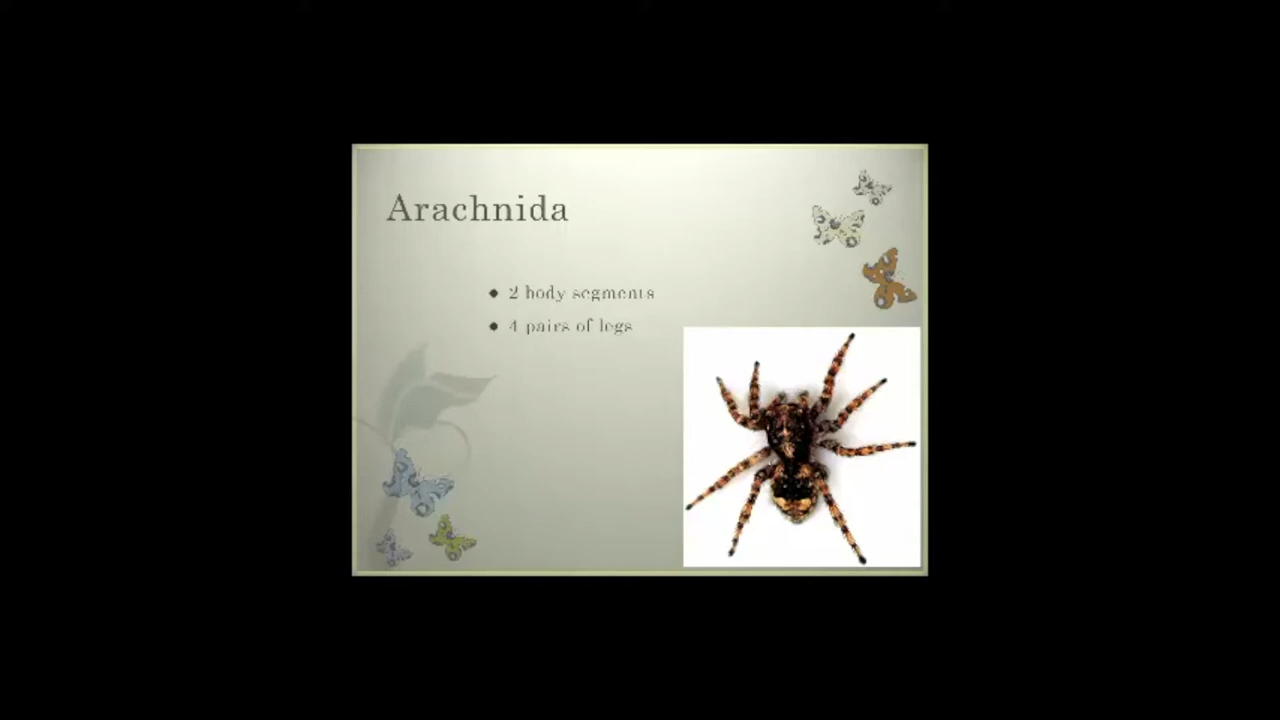 Arachnida
• 2 body segments
• 4 pairs of legs